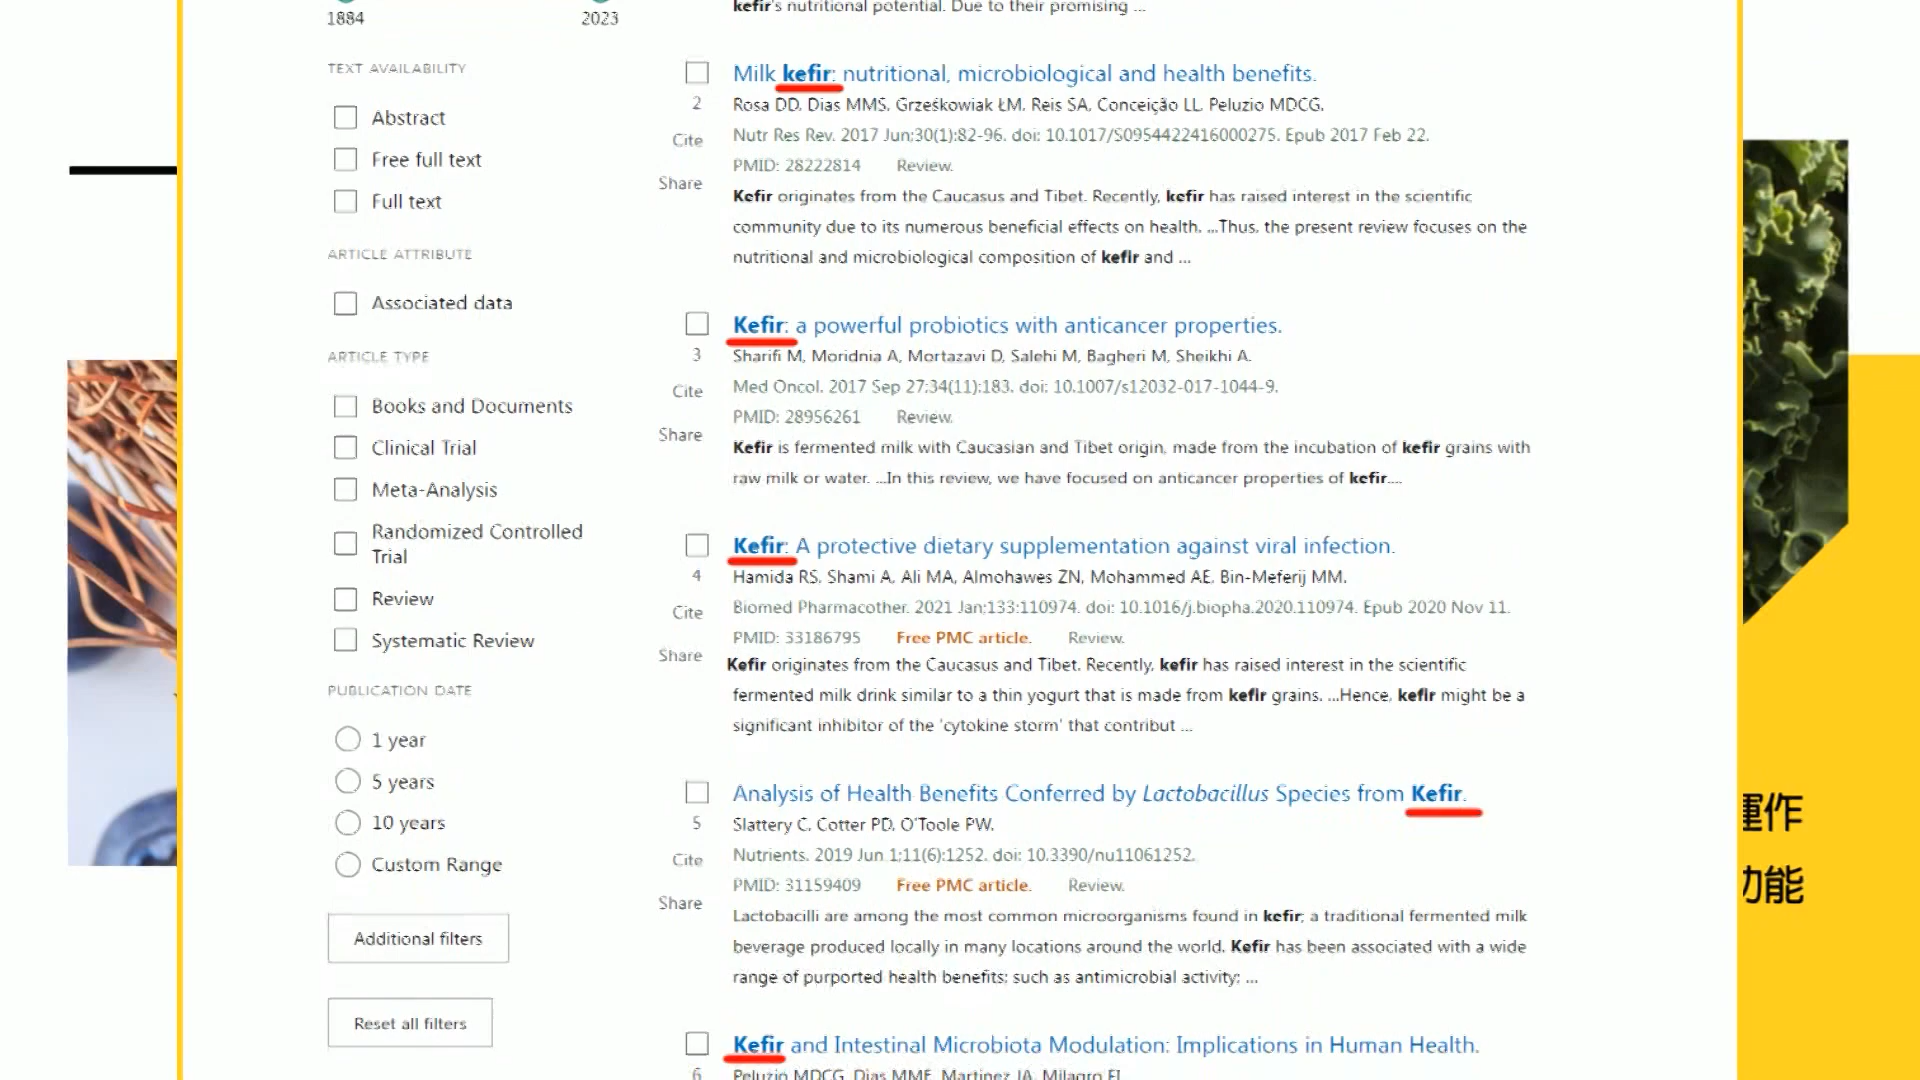 1884
2023
TEXT AVAILABILITY
Abstract
Free full text
Full text
ARTICLE ATTRIBUTE
Associated data
ARTICLE TYPE
Books and Documents
Clinical Trial
Meta-Analysis
Randomized Controlled
Trial
Review
Systematic Review
PUBLICATION DATE
1 year
5 years
10 years
Custom Range
Additional filters
Reset all filters
kefir's nutritional potential. Due to their promising ...
Milk kefir: nutritional, microbiological and health benefits.
2
Cite
Share
Rosa DD, Dias MMS, Grześkowiak ŁM, Reis SA, Conceição LL, Peluzio MDCG.
Nutr Res Rev. 2017 Jun;30(1):82-96. doi: 10.1017/S0954422416000275. Epub 2017 Feb 22.
PMID: 28222814 Review.
Kefir originates from the Caucasus and Tibet. Recently, kefir has raised interest in the scientific
community due to its numerous beneficial effects on health. ...Thus, the present review focuses on the
nutritional and microbiological composition of kefir and ...
Kefir: a powerful probiotics with anticancer properties.
3
Cite
Share
Sharifi M, Moridnia A, Mortazavi D, Salehi M, Bagheri M, Sheikhi A.
Med Oncol. 2017 Sep 27;34(11):183. doi: 10.1007/s12032-017-1044-9.
PMID: 28956261 Review.
Kefir is fermented milk with Caucasian and Tibet origin, made from the incubation of kefir grains with
raw milk or water. ...In this review, we have focused on anticancer properties of kefir....
Kefir: A protective dietary supplementation against viral infection.
4
Cite
Share
Hamida RS, Shami A, Ali MA, Almohawes ZN, Mohammed AE, Bin-Meferij MM.
Biomed Pharmacother. 2021 Jan;133:110974. doi: 10.1016/j.biopha.2020.110974. Epub 2020 Nov 11.
PMID: 33186795 Free PMC article. Review.
Kefir originates from the Caucasus and Tibet. Recently, kefir has raised interest in the scientific
fermented milk drink similar to a thin yogurt that is made from kefir grains. ...Hence, kefir might be a
significant inhibitor of the 'cytokine storm' that contribut ...
Analysis of Health Benefits Conferred by Lactobacillus Species from Kefir.
5
Cite
Share
Slattery C, Cotter PD, O'Toole PW.
Nutrients. 2019 Jun 1;11(6):1252. doi: 10.3390/nu11061252.
PMID: 31159409 Free PMC article. Review.
Lactobacilli are among the most common microorganisms found in kefir; a traditional fermented milk
beverage produced locally in many locations around the world. Kefir has been associated with a wide
range of purported health benefits; such as antimicrobial activity; ...
Kefir and Intestinal Microbiota Modulation: Implications in Human Health.
6
Peluzio MDCG, Dias MME, Martinez JA, Milagro FI.
運作
功能